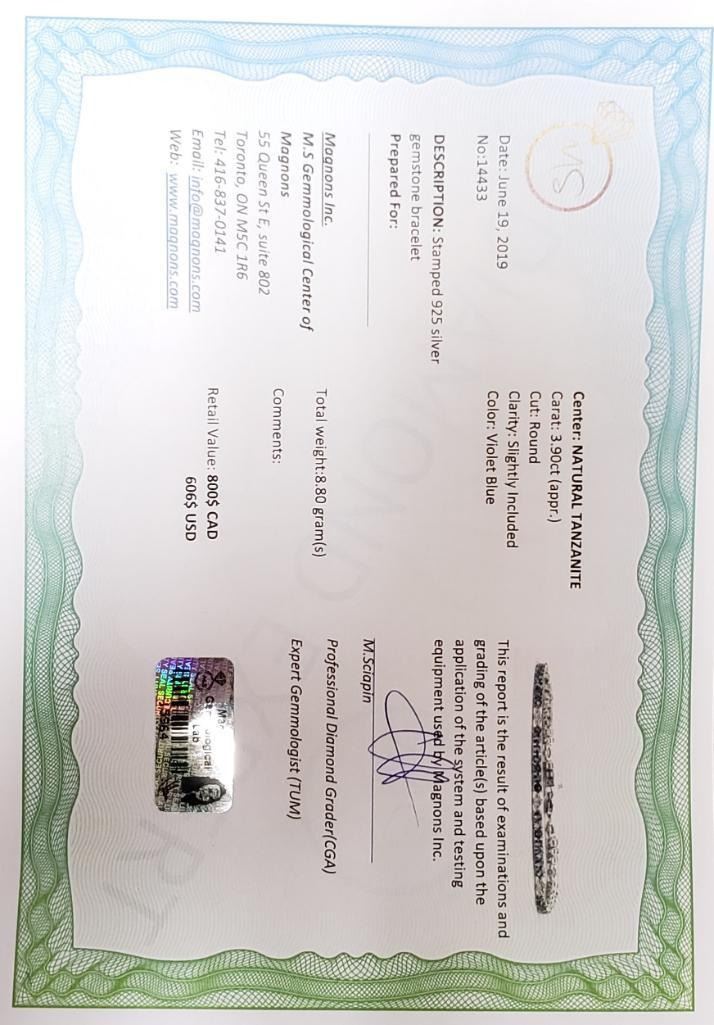 MS
Date: June 19, 2019
No:14433
DESCRIPTION: Stamped 925 silver
gemstone bracelet
Prepared For:
Magnons Inc.
M.S Gemmological Center of
Magnons
55 Queen St E, suite 802
Toronto, ON M5C 1R6
Tel: 416-837-0141
Email: info@magnons.com
Web: www.magnons.com
Center: NATURAL TANZANITE
Carat: 3.90ct (appr.)
Cut: Round
Clarity: Slightly Included
Color: Violet Blue
Total weight:8.80 gram(s)
Comments:
Retail Value: 800$ CAD
606$ USD
This report is the result of examinations and
grading of the article(s) based upon the
application of the system and testing
equipment used by Magnons Inc.
M.Sciapin
Professional Diamond Grader(CGA)
Expert Gemmologist (TUM)
Lab
DIAMOND EXPERT